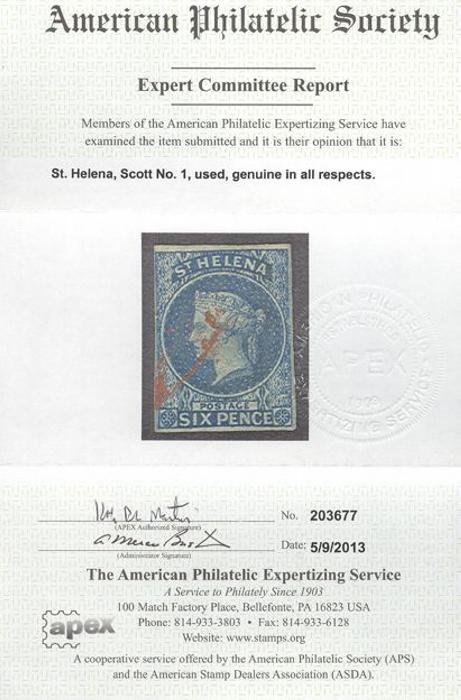 American Philatelic Society
Expert Committee Report
Members of the American Philatelic Expertizing Service have
examined the item submitted and it is their opinion that it is:
St. Helena, Scott No. 1, used, genuine in all respects.
ST HELENA
POSTAGE
SIX PENCE
APEX
1903
(APEX Authorized Signature)
No. 203677
(Administrator Signature)
Date: 5/9/2013
The American Philatelic Expertizing Service
A Service to Philately Since 1903
100 Match Factory Place, Bellefonte, PA 16823 USA
Phone: 814-933-3803 • Fax: 814-933-6128
Website: www.stamps.org
apex
A cooperative service offered by the American Philatelic Society (APS)
and the American Stamp Dealers Association (ASDA).